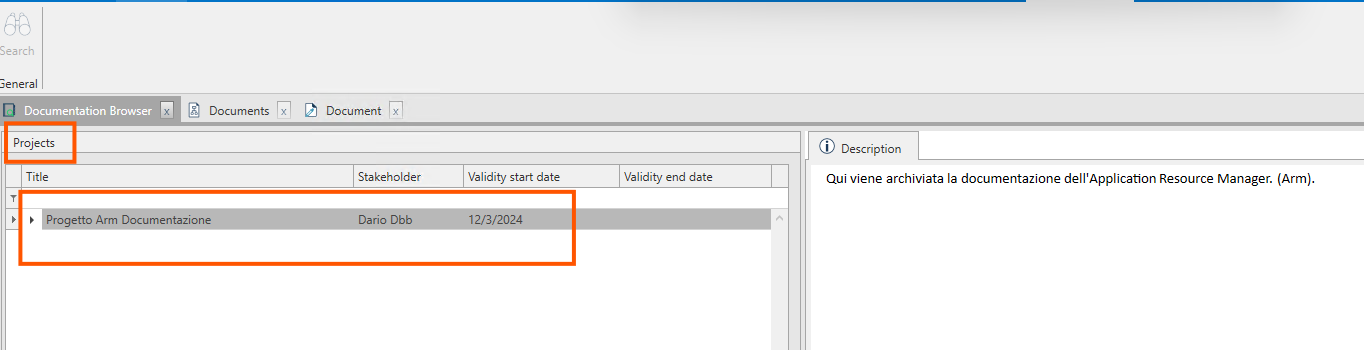 Search
General
Documentation Browser x Documents x Document x
Projects
Description
Title Stakeholder Validity start date Validity end date
Qui viene archiviata la documentazione dell'Application Resource Manager. (Arm).
Progetto Arm Documentazione Dario Dbb 12/3/2024